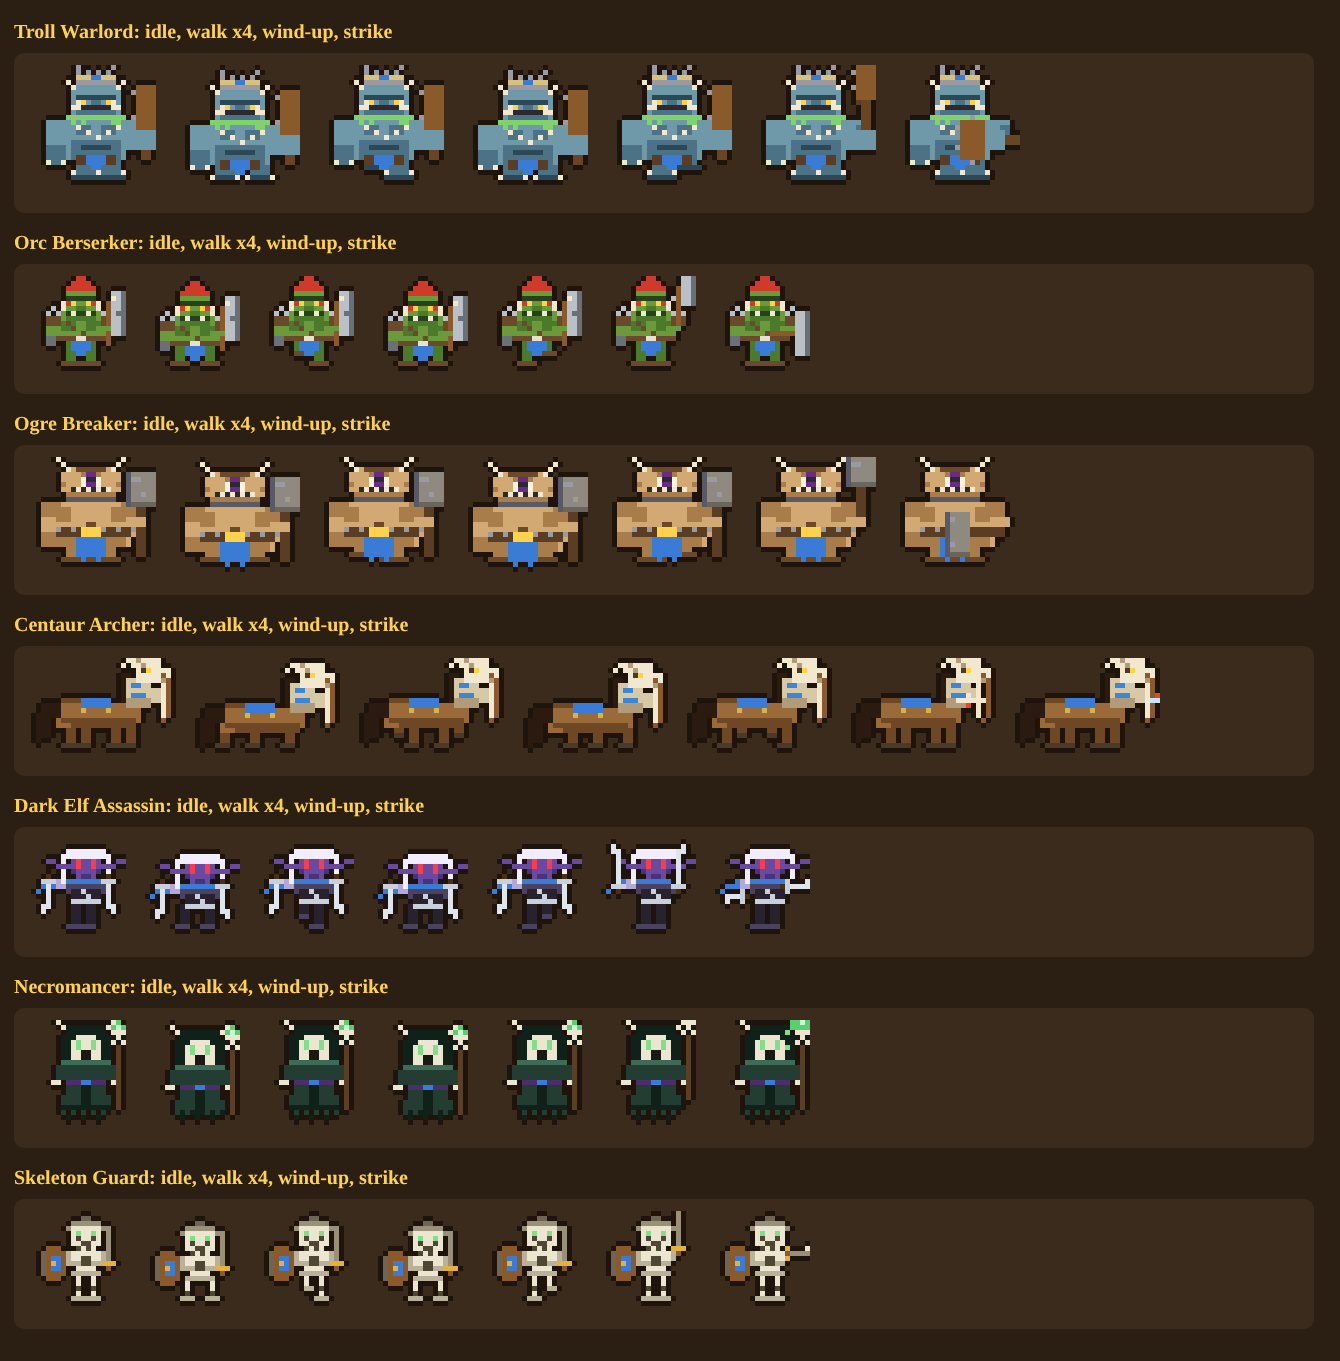 Troll Warlord: idle, walk x4, wind-up, strike
Orc Berserker: idle, walk x4, wind-up, strike
Ogre Breaker: idle, walk x4, wind-up, strike
Centaur Archer: idle, walk x4, wind-up, strike
Dark Elf Assassin: idle, walk x4, wind-up, strike
Necromancer: idle, walk x4, wind-up, strike
Skeleton Guard: idle, walk x4, wind-up, strike